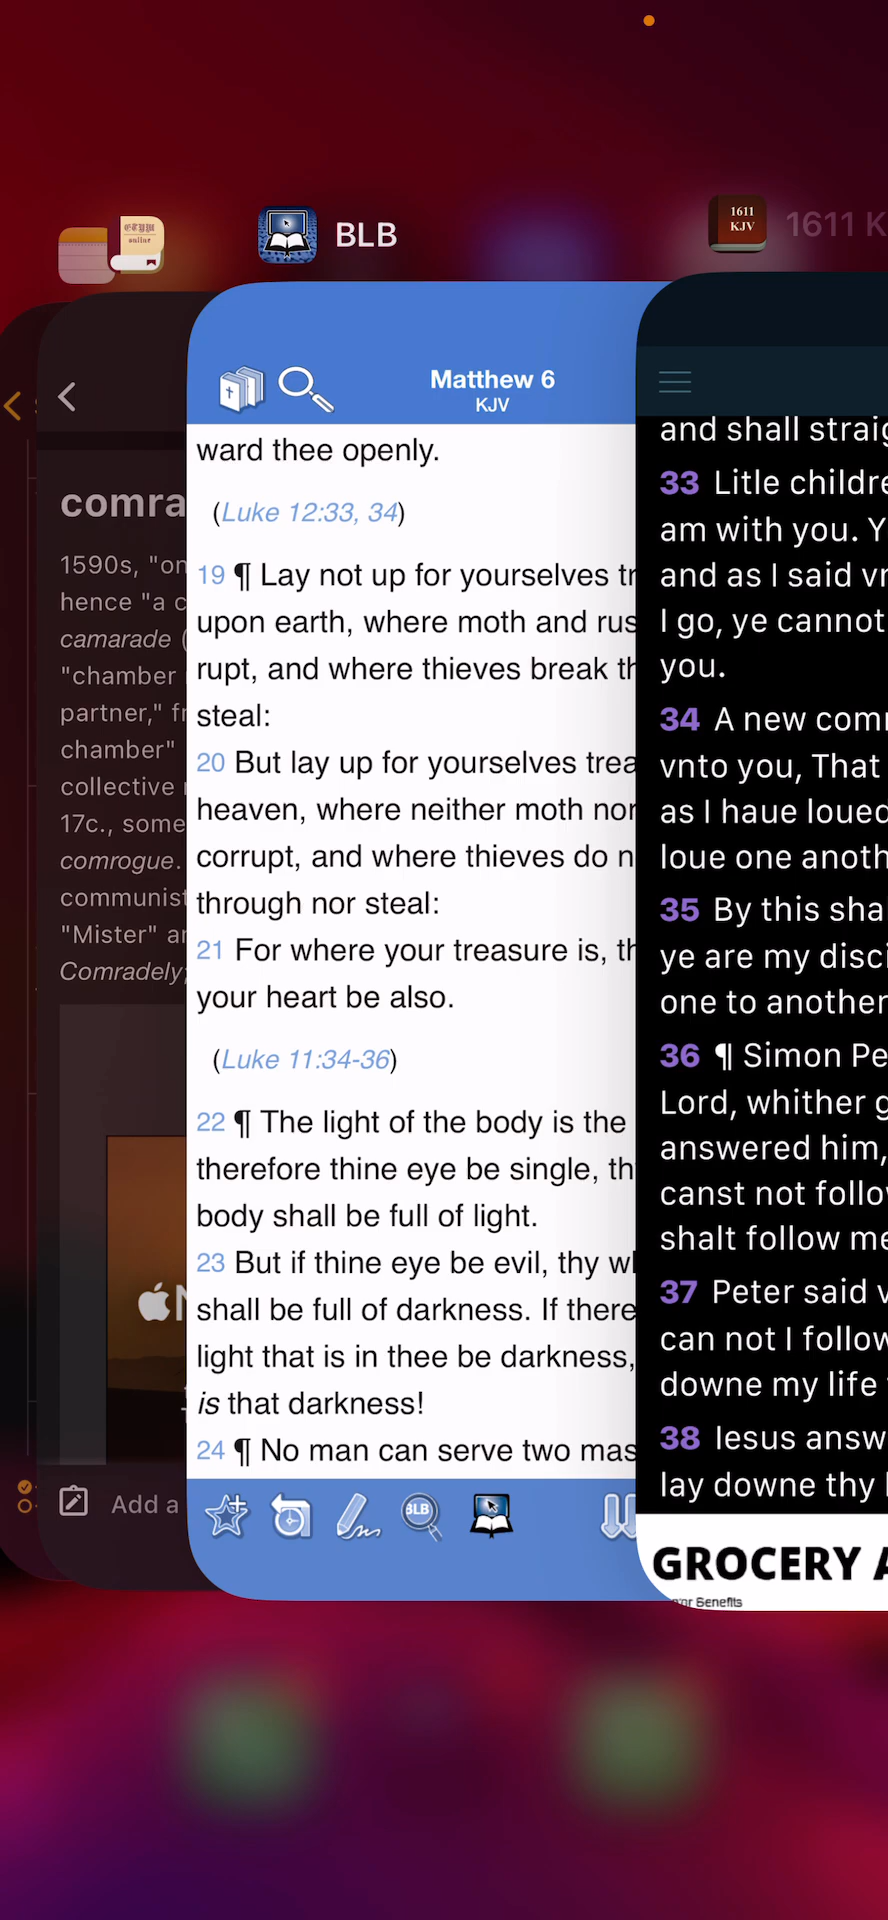 BLB
1611
KJV
1611 K
online
comra
1590s, "on
hence "a c
camarade (
"chamber
partner," f
chamber"
collective
17c., some
comrogue.
communist
"Mister" a
Comradely;
Add a
Matthew 6
KJV
ward thee openly.
(Luke 12:33, 34)
19 ¶ Lay not up for yourselves tr
upon earth, where moth and rus
rupt, and where thieves break th
steal:
20 But lay up for yourselves trea
heaven, where neither moth nor
corrupt, and where thieves do n
through nor steal:
21 For where your treasure is, th
your heart be also.
(Luke 11:34-36)
22 ¶ The light of the body is the
therefore thine eye be single, th
body shall be full of light.
23 But if thine eye be evil, thy wh
shall be full of darkness. If there
light that is in thee be darkness,
is that darkness!
24 ¶ No man can serve two mas
BLB
and shall straig
33 Litle childre
am with you. Y
and as I said vn
I go, ye cannot
you.
34 A new com
vnto you, That
as I haue loued
loue one anoth
35 By this sha
ye are my disci
one to another
36 ¶ Simon Pe
Lord, whither g
answered him,
canst not follo
shalt follow me
37 Peter said v
can not I follow
downe my life
38 Iesus answ
lay downe thy
GROCERY A
Benefits